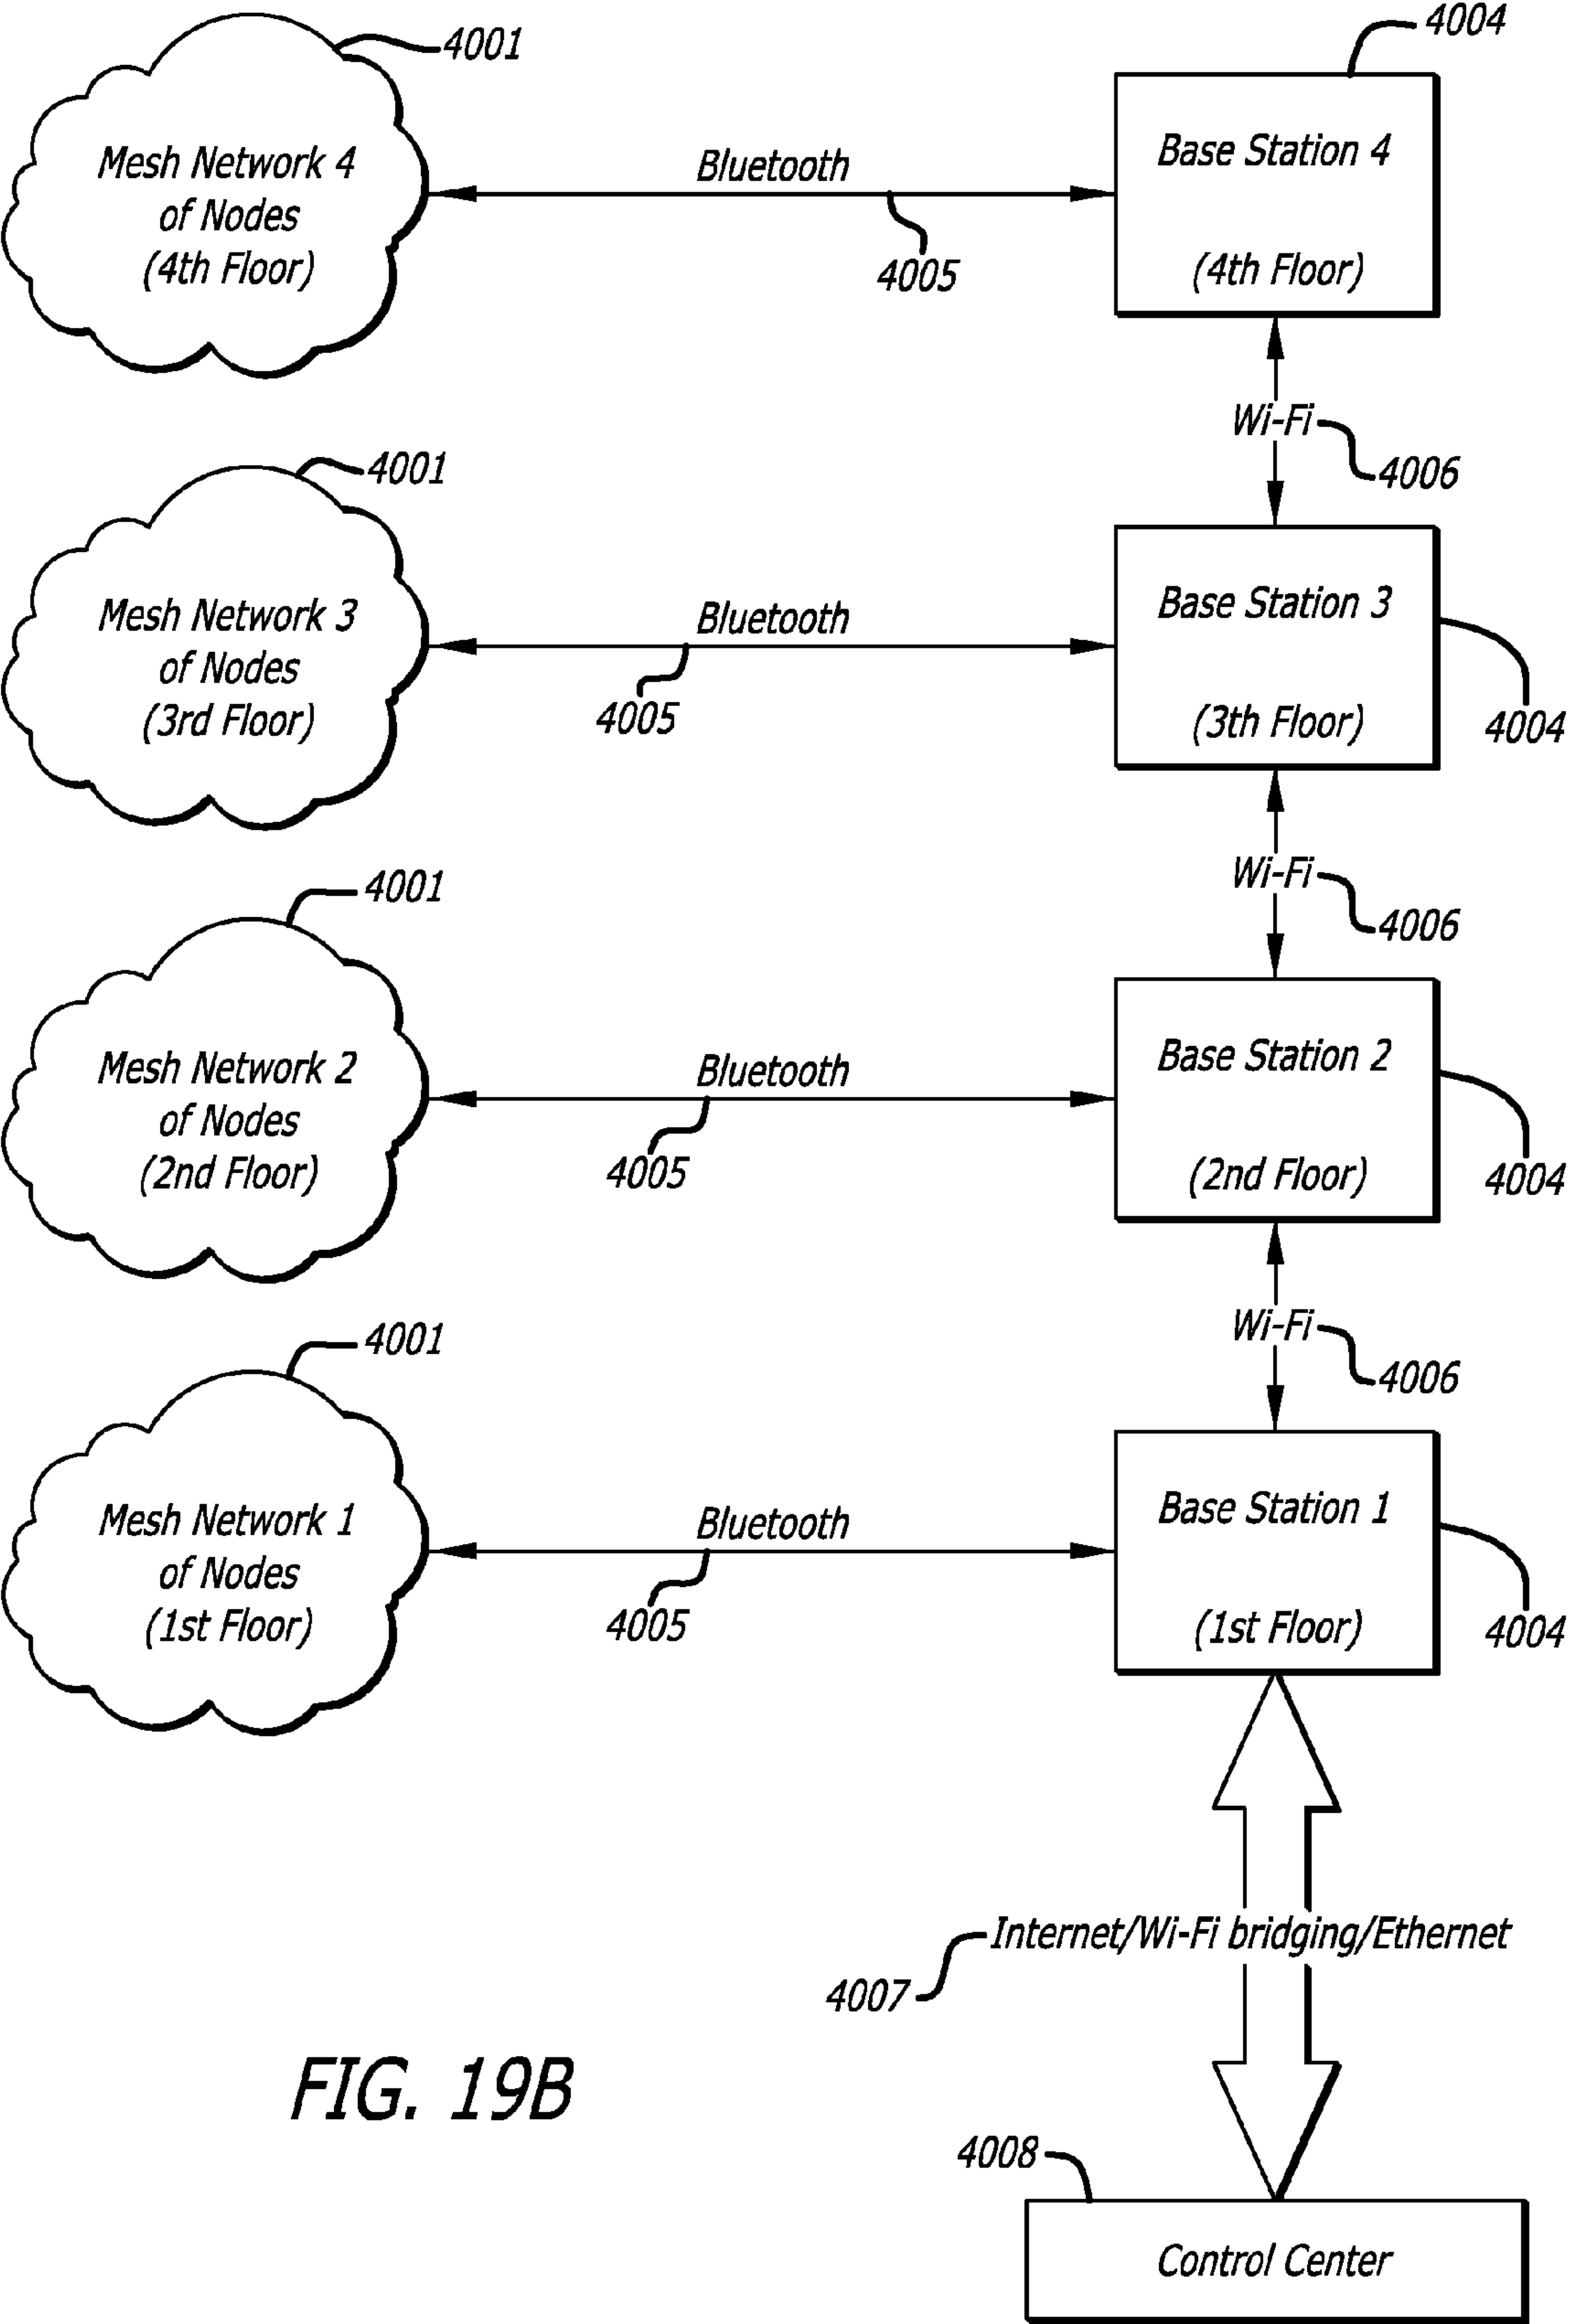 4001
4004
Mesh Network 4
of Nodes
(4th Floor)
Bluetooth
4005
Base Station 4
(4th Floor)
Wi-Fi
4006
4001
Mesh Network 3
of Nodes
(3rd Floor)
Bluetooth
4005
Base Station 3
(3th Floor)
4004
Wi-Fi
4006
4001
Mesh Network 2
of Nodes
(2nd Floor)
Bluetooth
4005
Base Station 2
(2nd Floor)
4004
Wi-Fi
4006
4001
Mesh Network 1
of Nodes
(1st Floor)
Bluetooth
4005
Base Station 1
(1st Floor)
4004
Internet/Wi-Fi bridging/Ethernet
4007
FIG. 19B
4008
Control Center